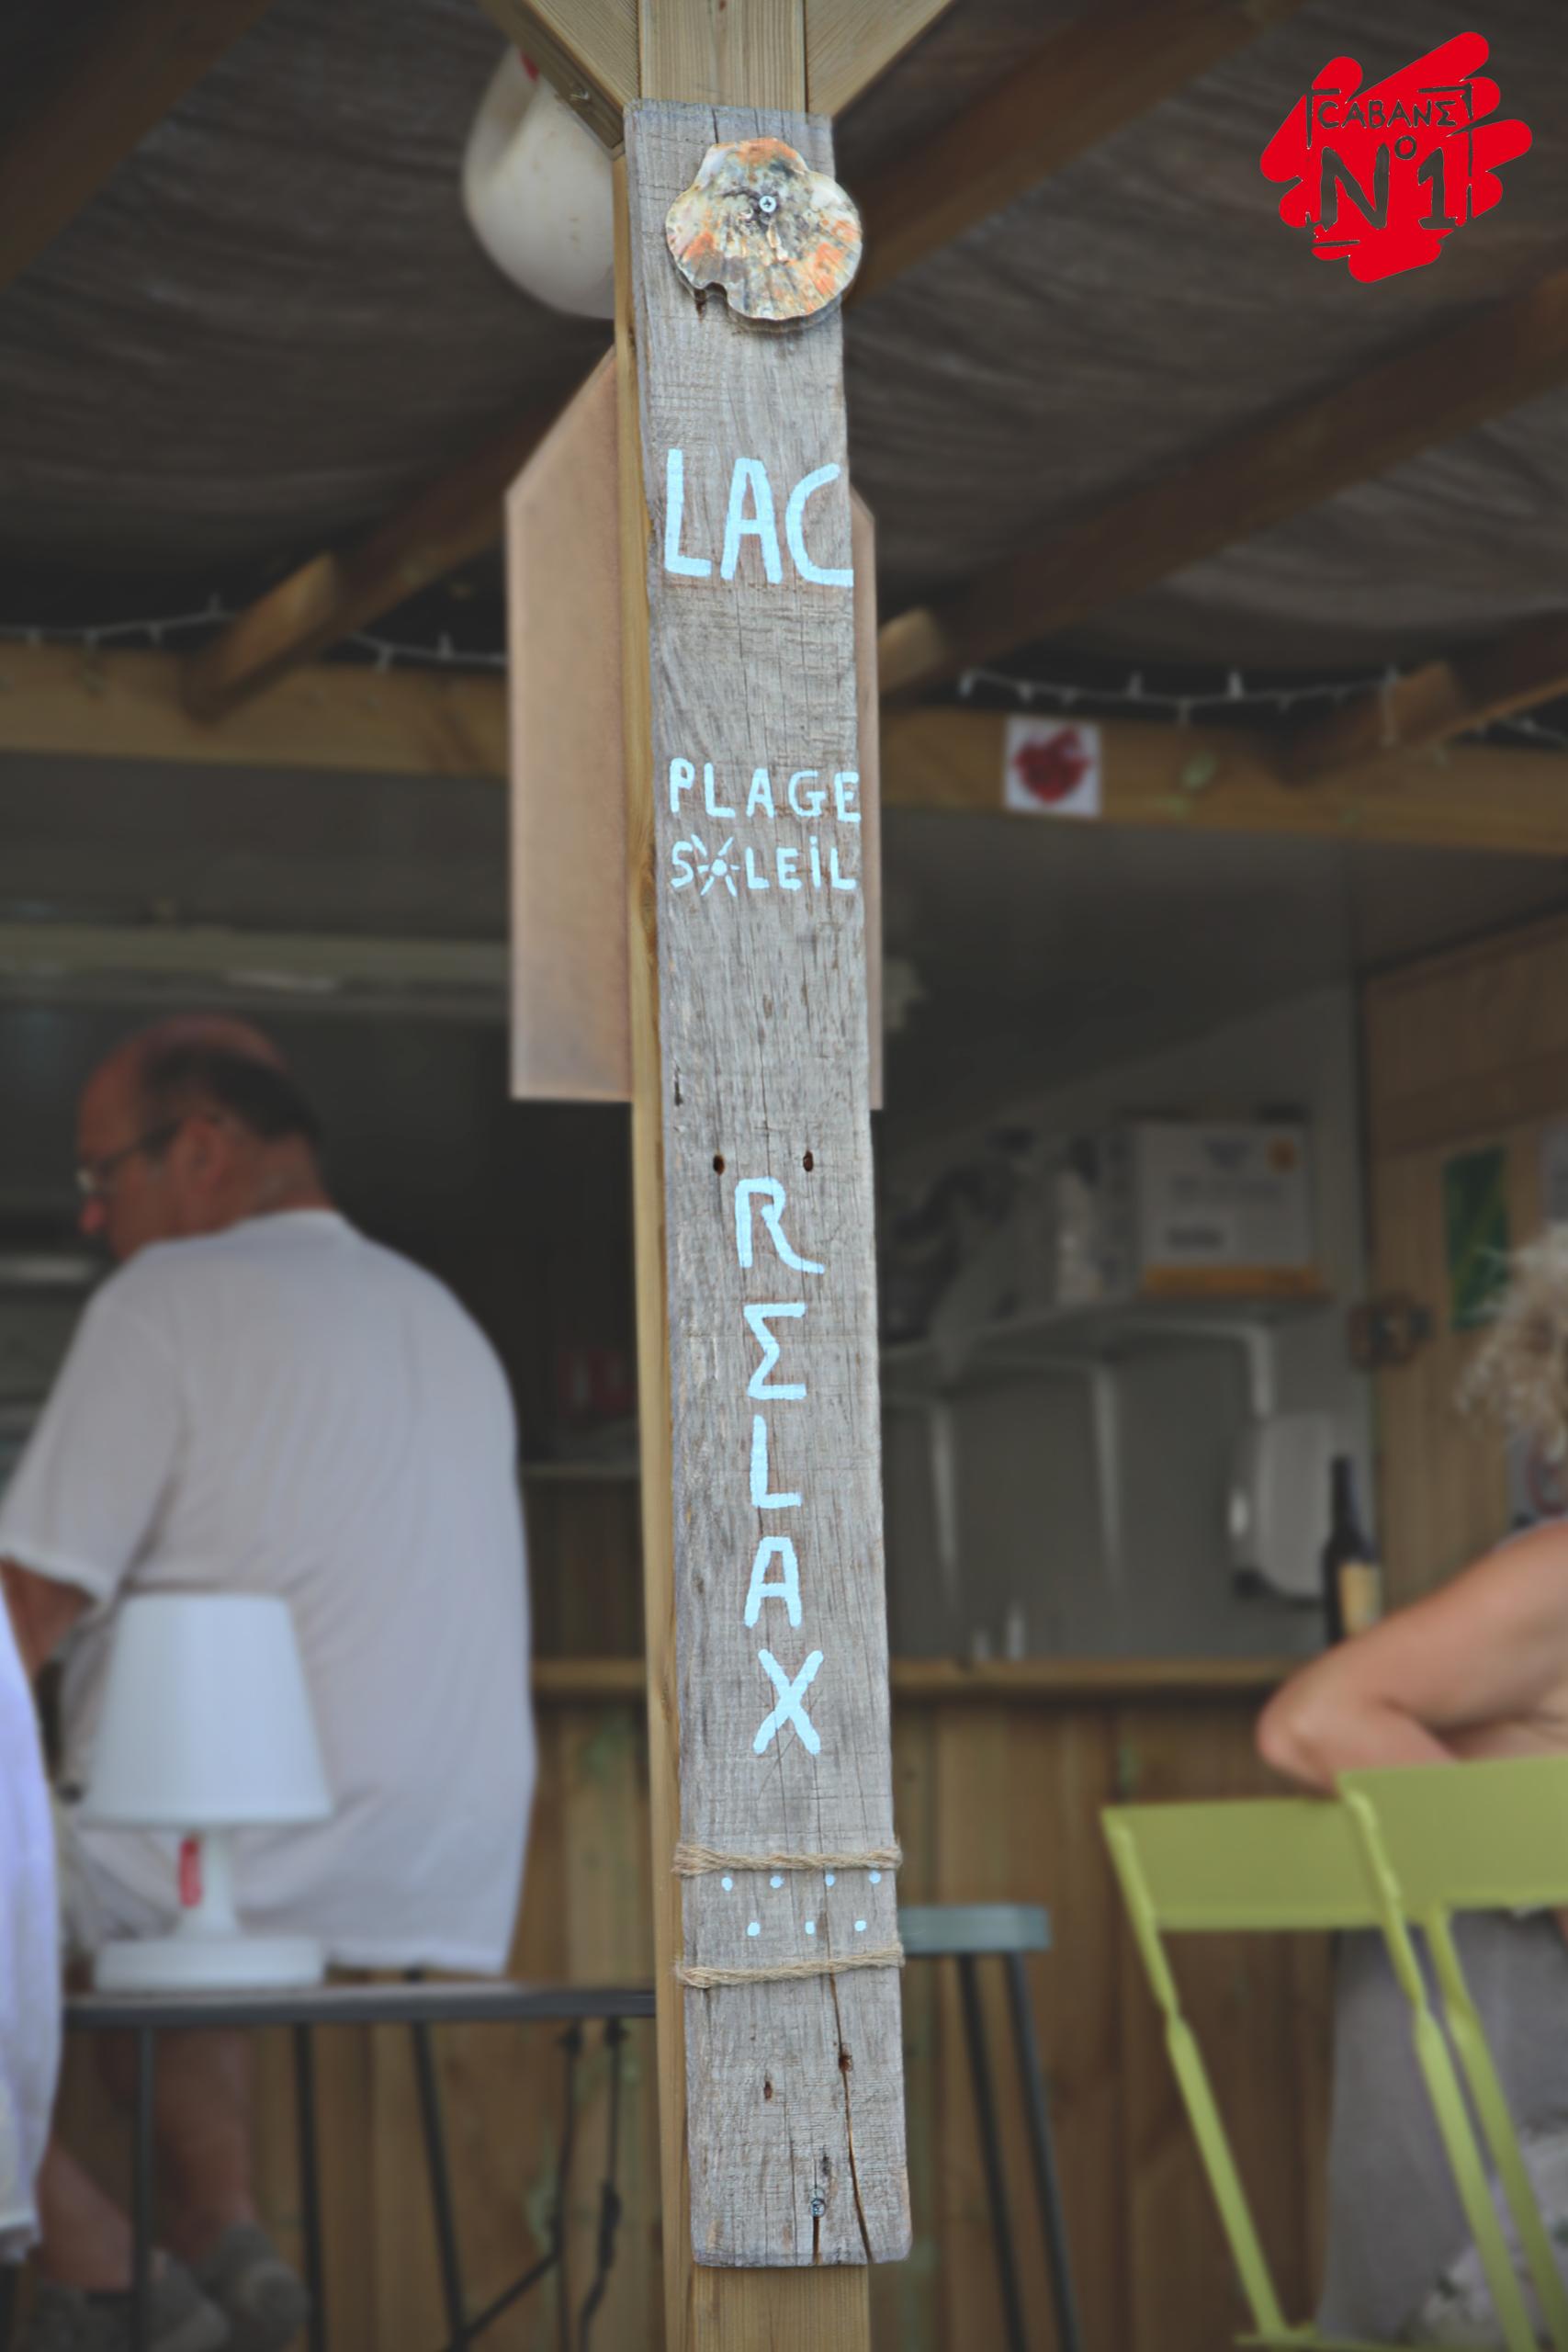 CABANE
N°1
LAC
PLAGE
SOLEIL
RELAX